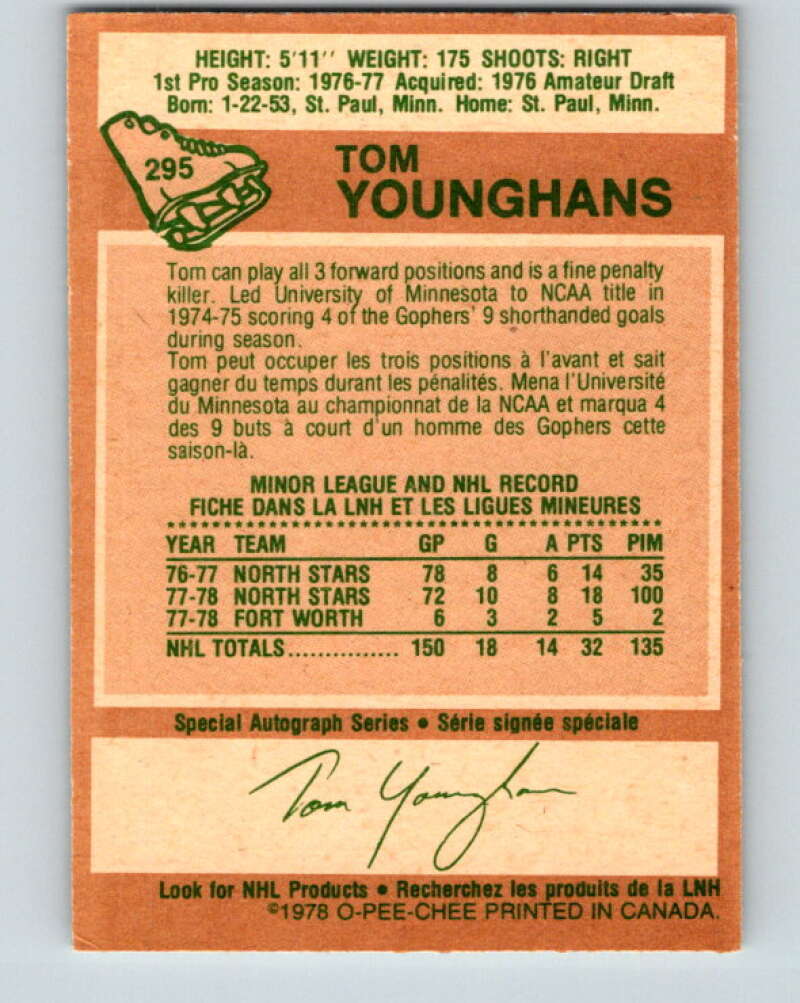 HEIGHT: 5'11'' WEIGHT: 175 SHOOTS: RIGHT
1st Pro Season: 1976-77 Acquired: 1976 Amateur Draft
Born: 1-22-53, St. Paul, Minn. Home: St. Paul, Minn.
295
TOM
YOUNGHANS
Tom can play all 3 forward positions and is a fine penalty
killer. Led University of Minnesota to NCAA title in
1974-75 scoring 4 of the Gophers' 9 shorthanded goals
during season.
Tom peut occuper les trois positions à l'avant et sait
gagner du temps durant les pénalités. Mena l'Université
du Minnesota au championnat de la NCAA et marqua 4
des 9 buts à court d'un homme des Gophers cette
saison-là.
MINOR LEAGUE AND NHL RECORD
FICHE DANS LA LNH ET LES LIGUES MINEURES
YEAR TEAM GP G A PTS PIM
76-77 NORTH STARS 78 8 6 14 35
77-78 NORTH STARS 72 10 8 18 100
77-78 FORT WORTH 6 3 2 5 2
NHL TOTALS............... 150 18 14 32 135
Special Autograph Series • Série signée spéciale
Tom Younghans
Look for NHL Products • Recherchez les produits de la LNH
©1978 O-PEE-CHEE PRINTED IN CANADA.